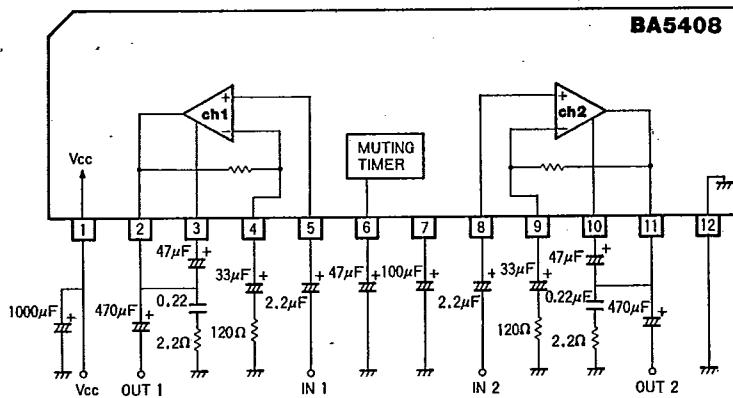 BA5408
ch1
ch2
MUTING
TIMER
Vcc
1
2
3
4
5
6
7
8
9
10
11
12
47μF
33μF
47μF
100μF
33μF
47μF
1000μF
470μF
0.22
2.2μF
2.2μF
0.22μF
470μF
2.2Ω
120Ω
120Ω
2.2Ω
Vcc
OUT 1
IN 1
IN 2
OUT 2